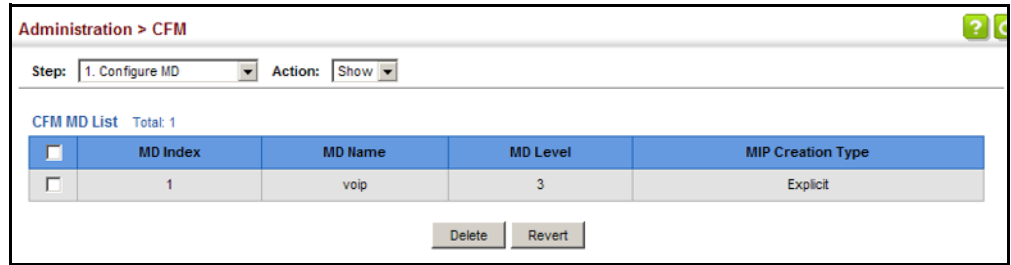 Administration > CFM
?
Step: 1. Configure MD Action: Show
CFM MD List Total: 1
MD Index MD Name MD Level MIP Creation Type
1 voip 3 Explicit
Delete Revert